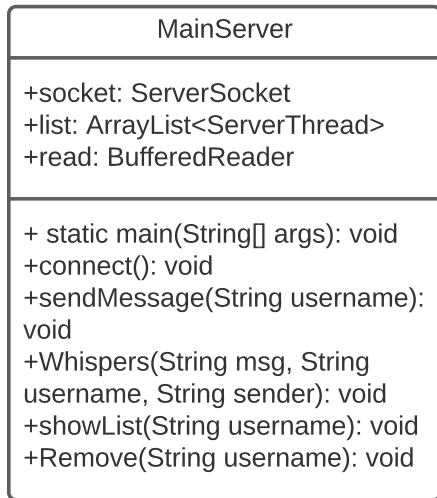 MainServer
+socket: ServerSocket
+list: ArrayList<ServerThread>
+read: BufferedReader
+ static main(String[] args): void
+connect(): void
+sendMessage(String username):
void
+Whispers(String msg, String
username, String sender): void
+showList(String username): void
+Remove(String username): void